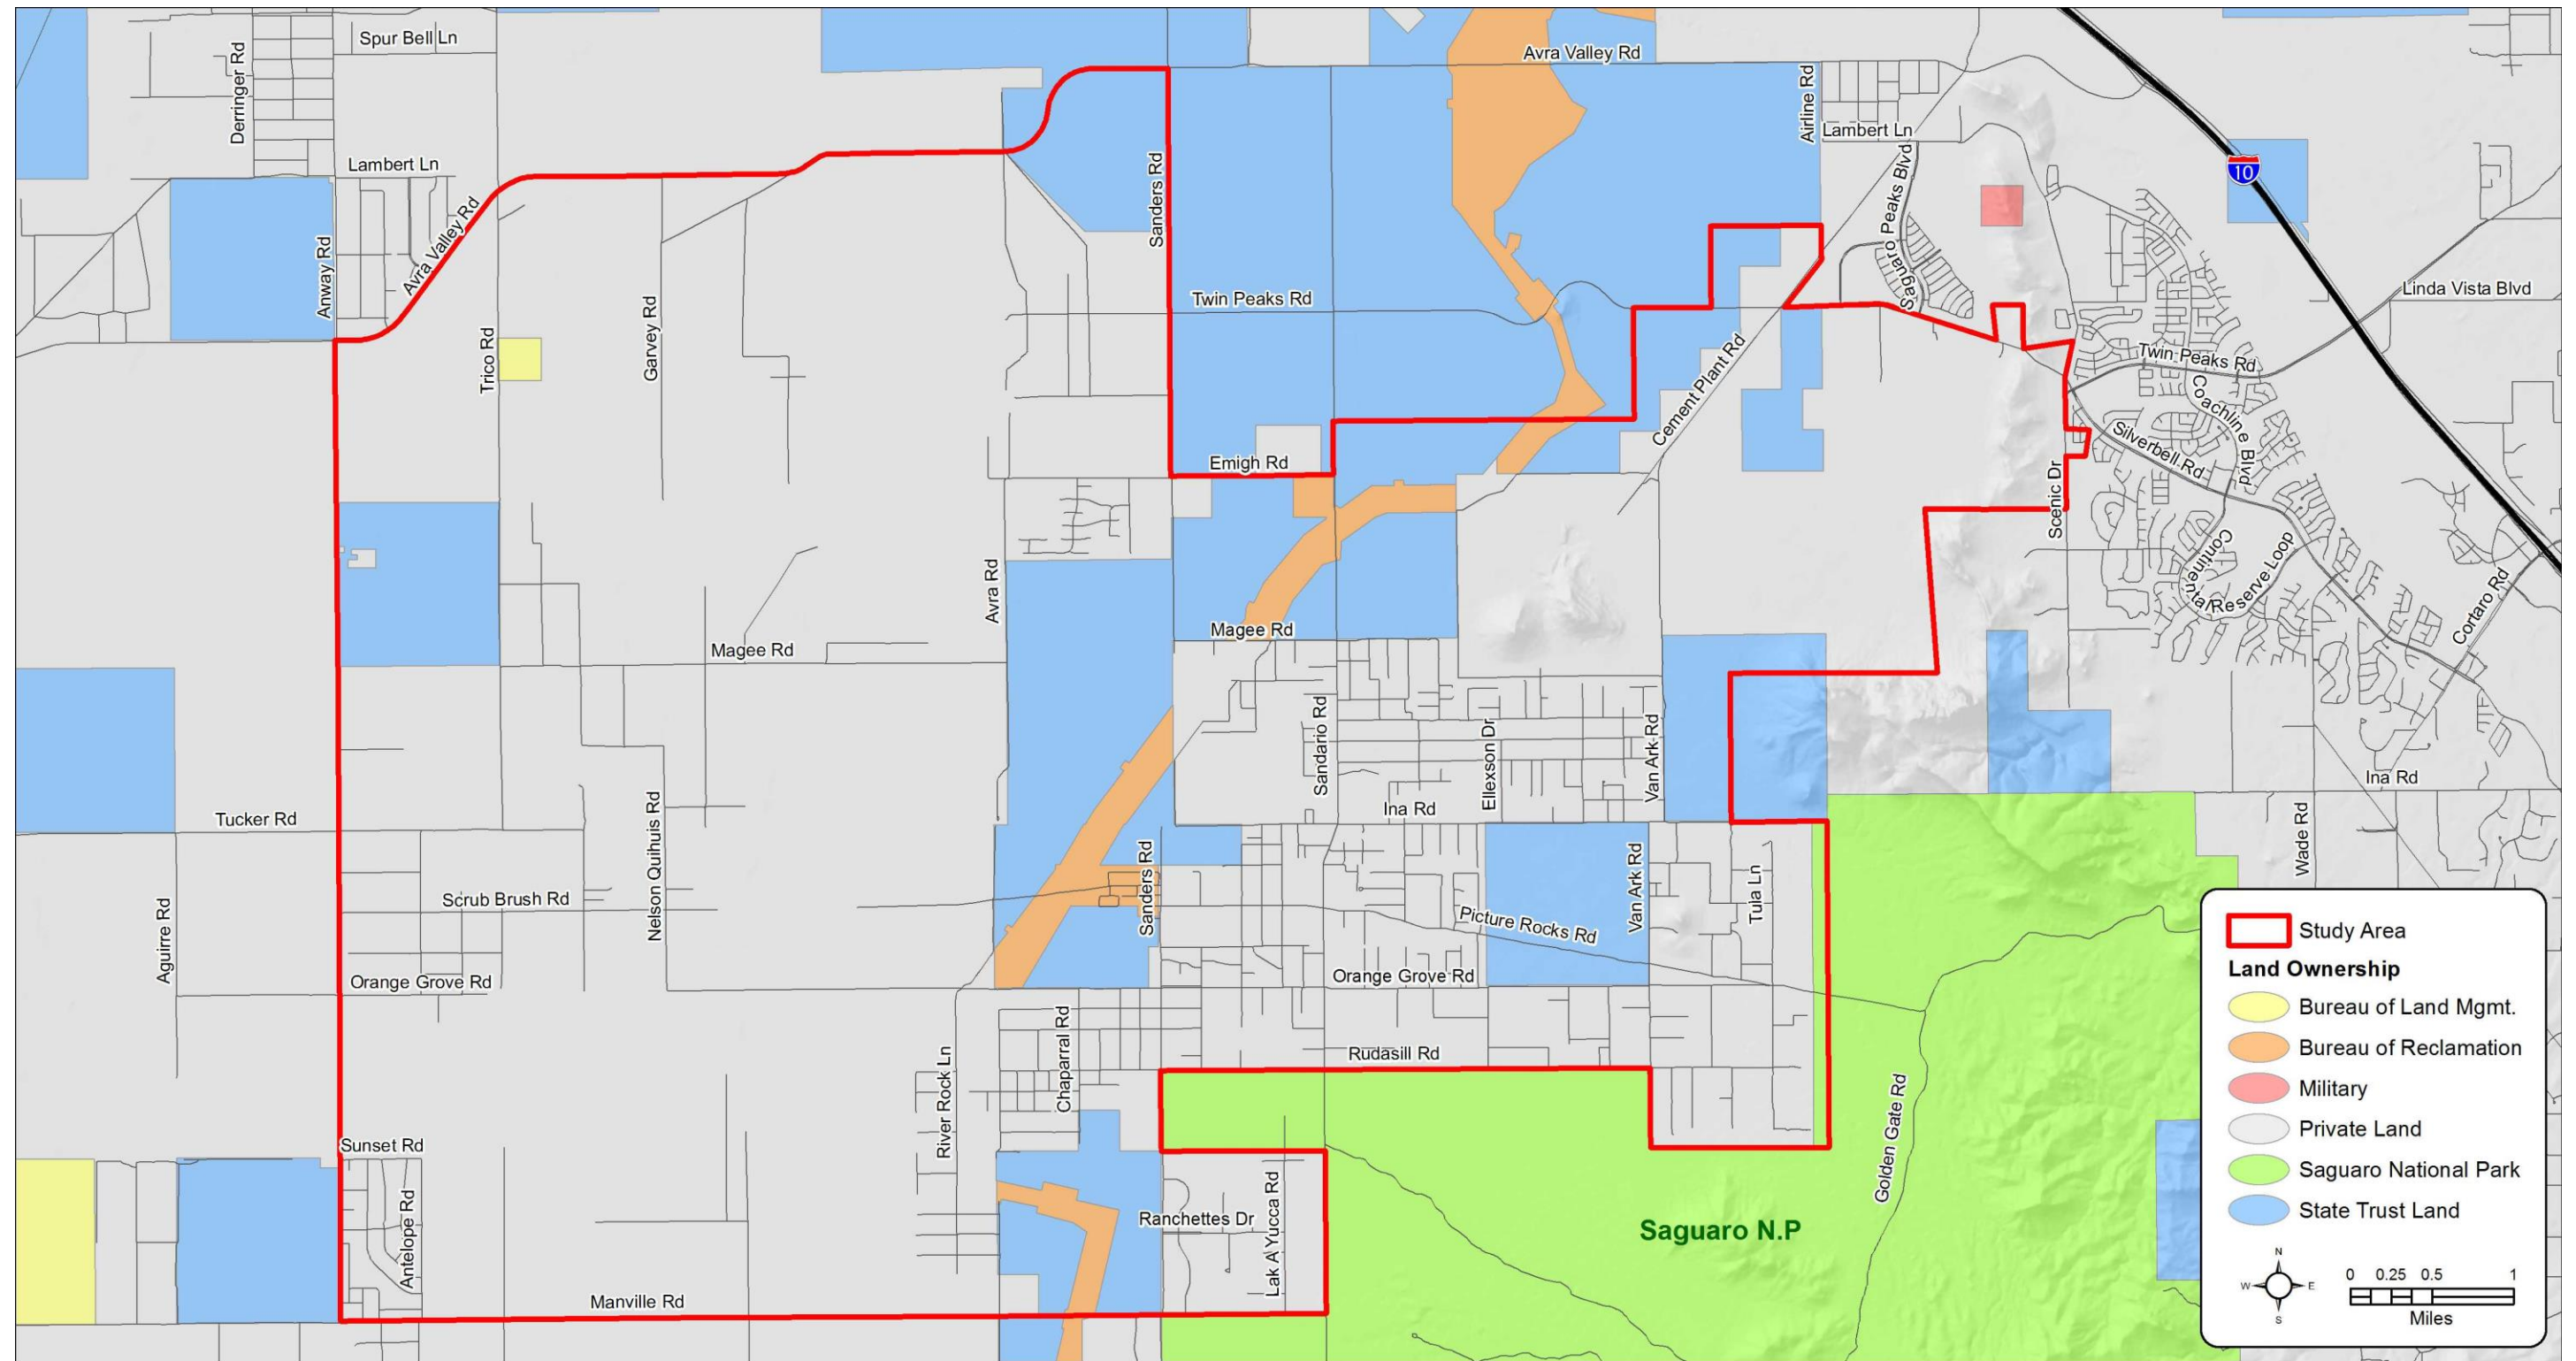 Spur Bell Ln
Derringer Rd
Avra Valley Rd
Airline Rd
Lambert Ln
10
Lambert Ln
Sanders Rd
Saguaro Peaks Blvd
Anway Rd
Avra Valley Rd
Linda Vista Blvd
Twin Peaks Rd
Garvey Rd
Trico Rd
Twin Peaks Rd
Cement Plant Rd
Coachline Blvd
Silverbell Rd
Emigh Rd
Scenic Dr
Continental Reserve Loop
Avra Rd
Cortaro Rd
Magee Rd
Magee Rd
Sandario Rd
Ellexson Dr
Van Ark Rd
Ina Rd
Ina Rd
Tucker Rd
Nelson Quihuis Rd
Wade Rd
Sanders Rd
Van Ark Rd
Tula Ln
Scrub Brush Rd
Picture Rocks Rd
Aguirre Rd
Orange Grove Rd
Orange Grove Rd
Chaparral Rd
Rudasill Rd
River Rock Ln
Golden Gate Rd
Sunset Rd
Antelope Rd
Ranchettes Dr
Lak A Yucca Rd
Saguaro N.P
Manville Rd
Study Area
Land Ownership
Bureau of Land Mgmt.
Bureau of Reclamation
Military
Private Land
Saguaro National Park
State Trust Land
N
W E
S
0 0.25 0.5 1
Miles